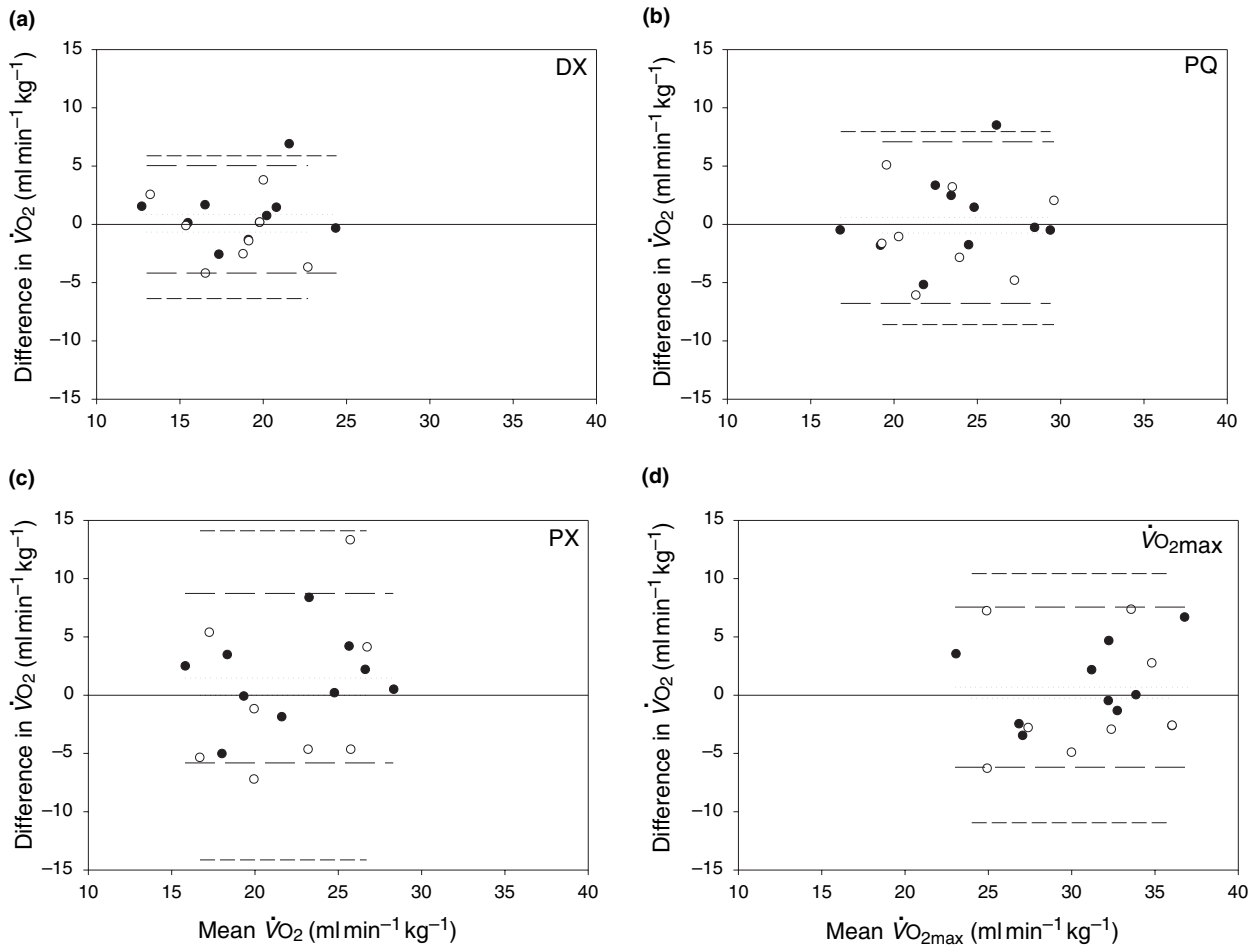 (a)
DX
Difference in V̇O₂ (ml min⁻¹ kg⁻¹)
15
10
5
0
−5
−10
−15
10 15 20 25 30 35 40
(b)
PQ
Difference in V̇O₂ (ml min⁻¹ kg⁻¹)
15
10
5
0
−5
−10
−15
10 15 20 25 30 35 40
(c)
PX
Difference in V̇O₂ (ml min⁻¹ kg⁻¹)
15
10
5
0
−5
−10
−15
10 15 20 25 30 35 40
Mean V̇O₂ (ml min⁻¹ kg⁻¹)
(d)
V̇O₂max
Difference in V̇O₂ (ml min⁻¹ kg⁻¹)
15
10
5
0
−5
−10
−15
10 15 20 25 30 35 40
Mean V̇O₂max (ml min⁻¹ kg⁻¹)